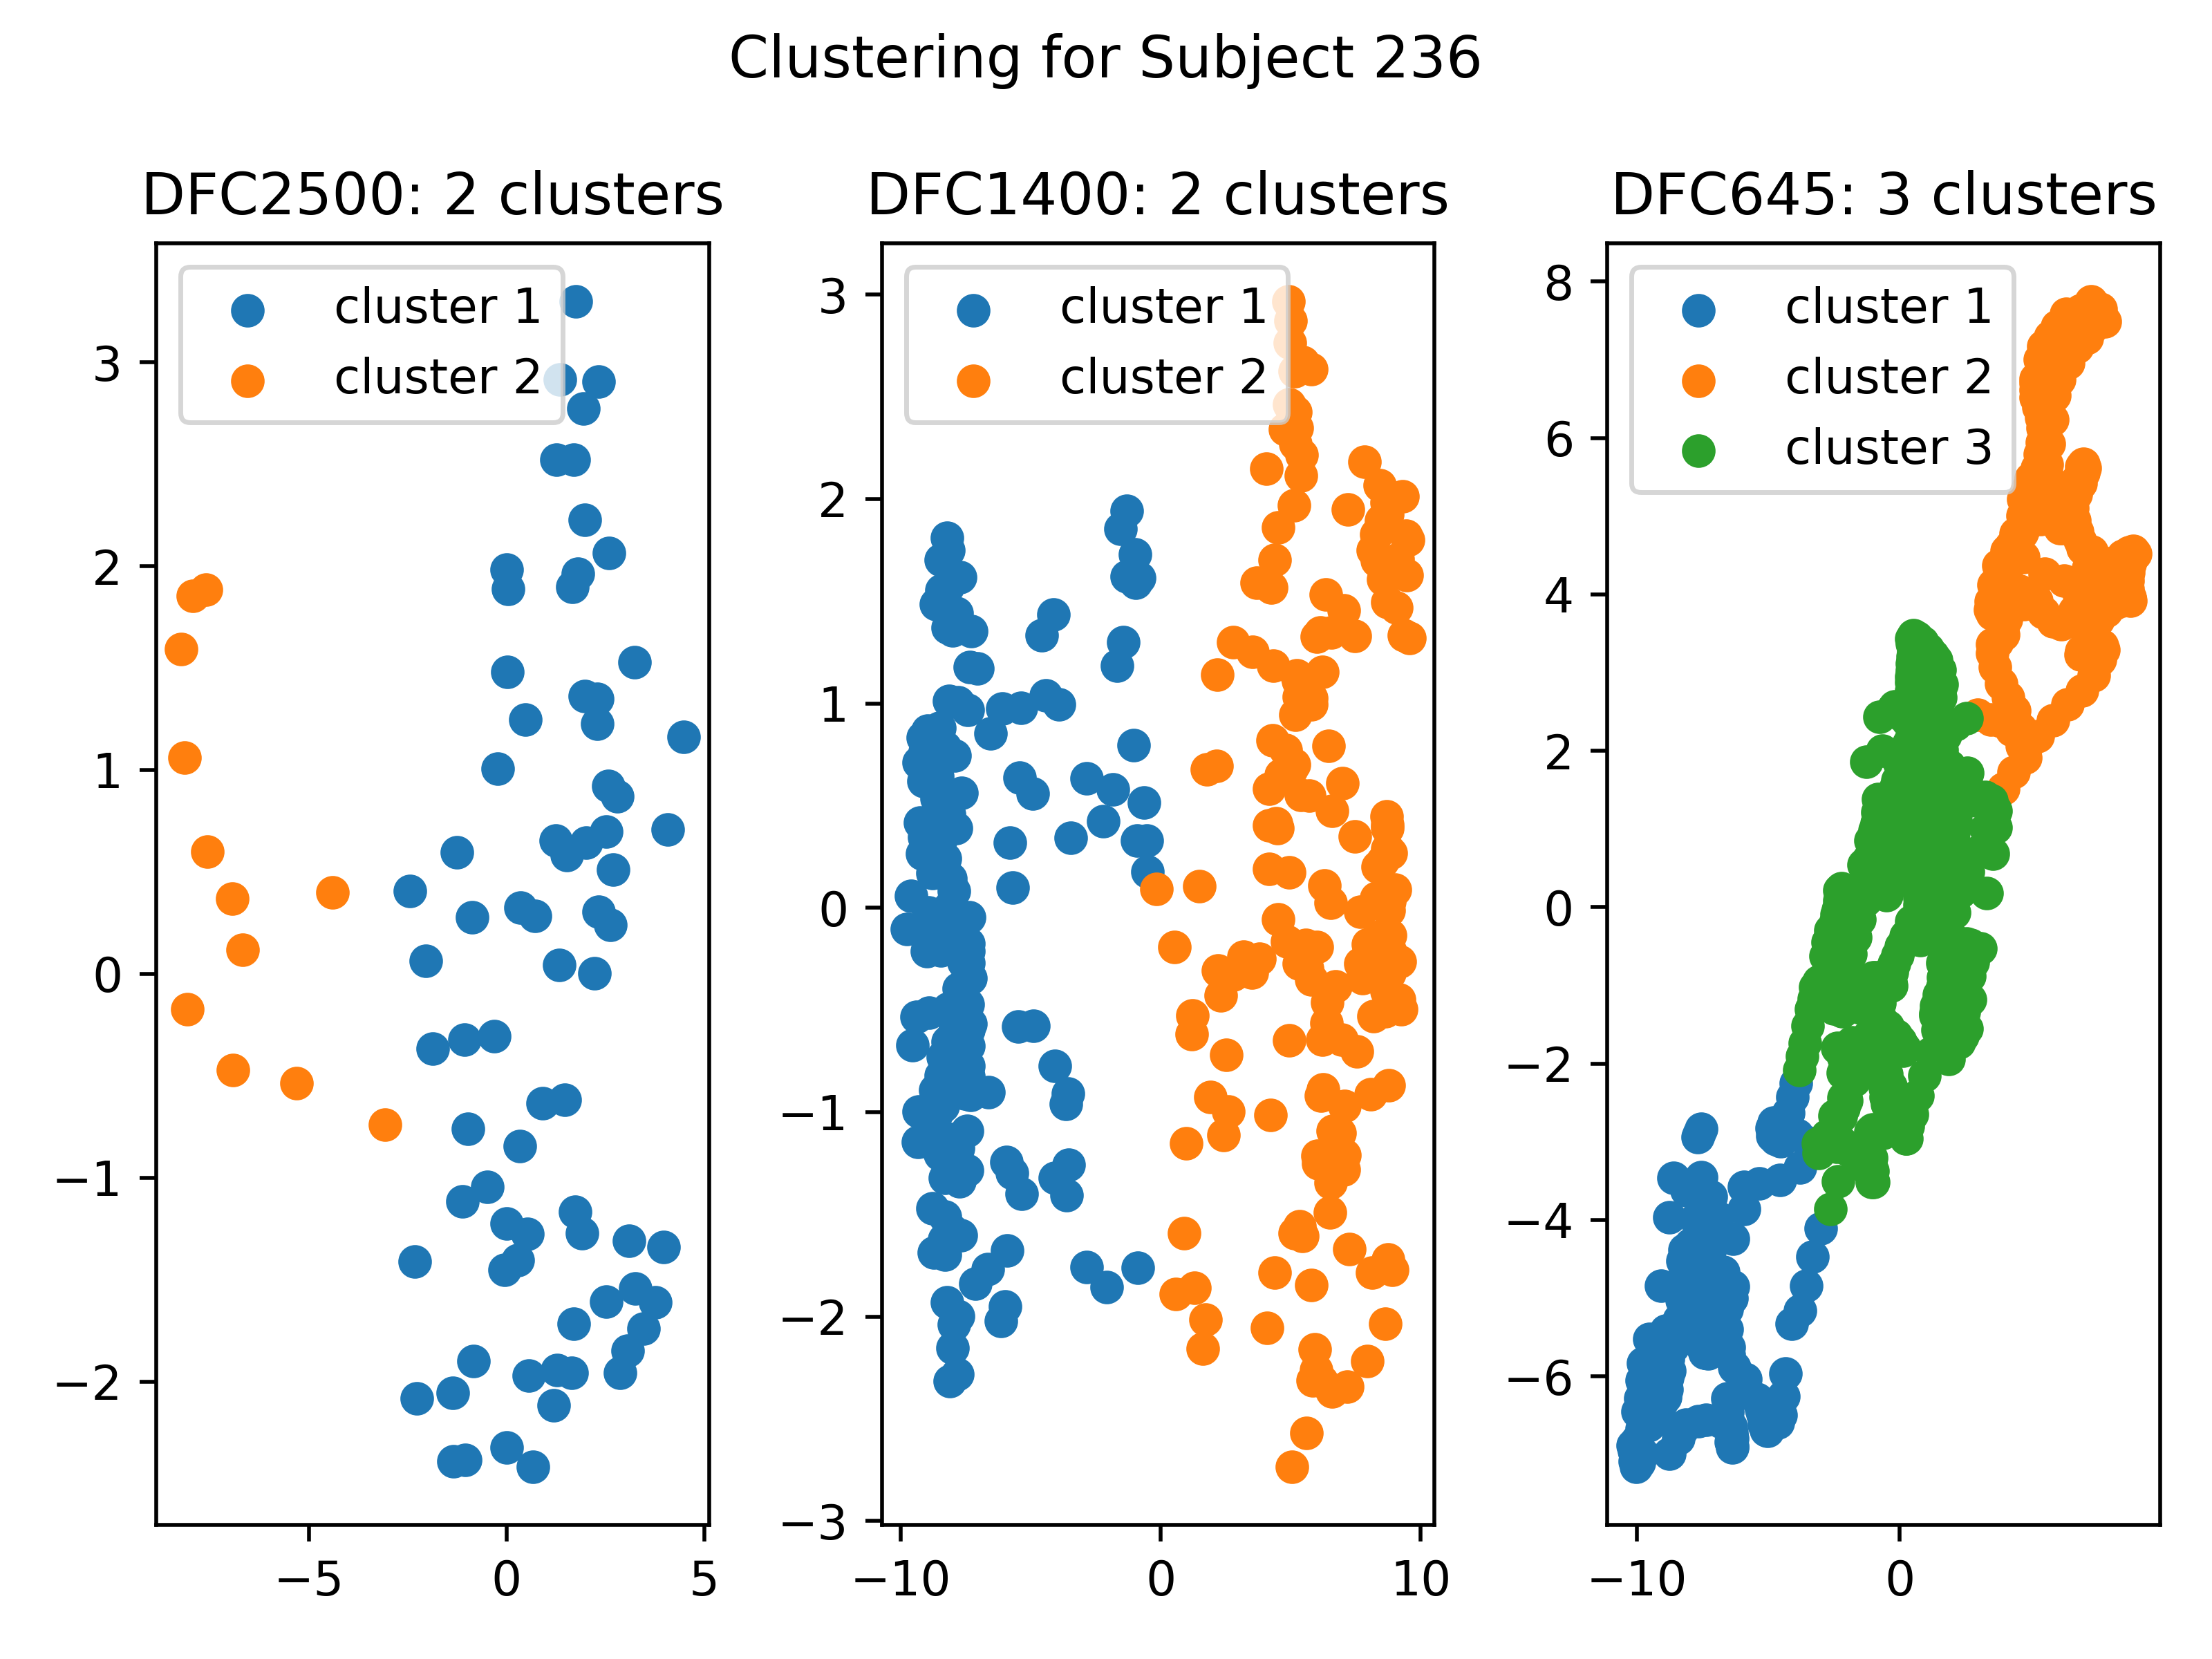 Clustering for Subject 236
DFC2500: 2 clusters
cluster 1
cluster 2
3
2
1
0
−1
−2
−5
0
5
DFC1400: 2 clusters
cluster 1
cluster 2
3
2
1
0
−1
−2
−3
−10
0
10
DFC645: 3 clusters
cluster 1
cluster 2
cluster 3
8
6
4
2
0
−2
−4
−6
−10
0